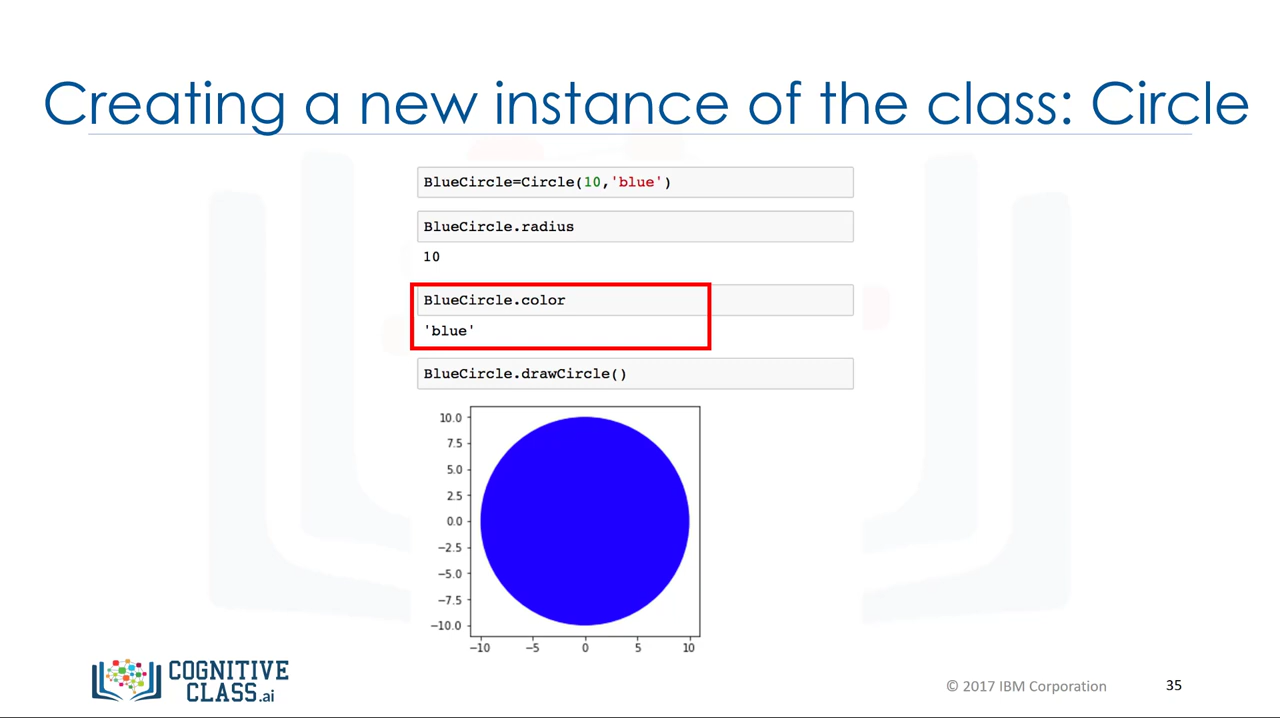 Creating a new instance of the class: Circle
BlueCircle=Circle(10,'blue')
BlueCircle.radius
10
BlueCircle.color
'blue'
BlueCircle.drawCircle()
10.0
7.5
5.0
2.5
0.0
−2.5
−5.0
−7.5
−10.0
−10 −5 0 5 10
COGNITIVE
CLASS.ai
© 2017 IBM Corporation 35